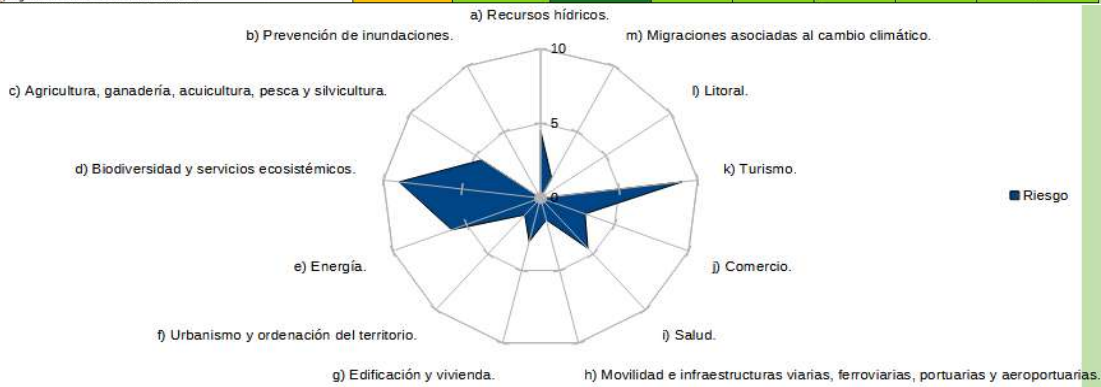 a) Recursos hídricos.
b) Prevención de inundaciones.
m) Migraciones asociadas al cambio climático.
10
c) Agricultura, ganadería, acuicultura, pesca y silvicultura.
l) Litoral.
5
d) Biodiversidad y servicios ecosistémicos.
k) Turismo.
0
Riesgo
e) Energía.
j) Comercio.
f) Urbanismo y ordenación del territorio.
i) Salud.
g) Edificación y vivienda.
h) Movilidad e infraestructuras viarias, ferroviarias, portuarias y aeroportuarias.